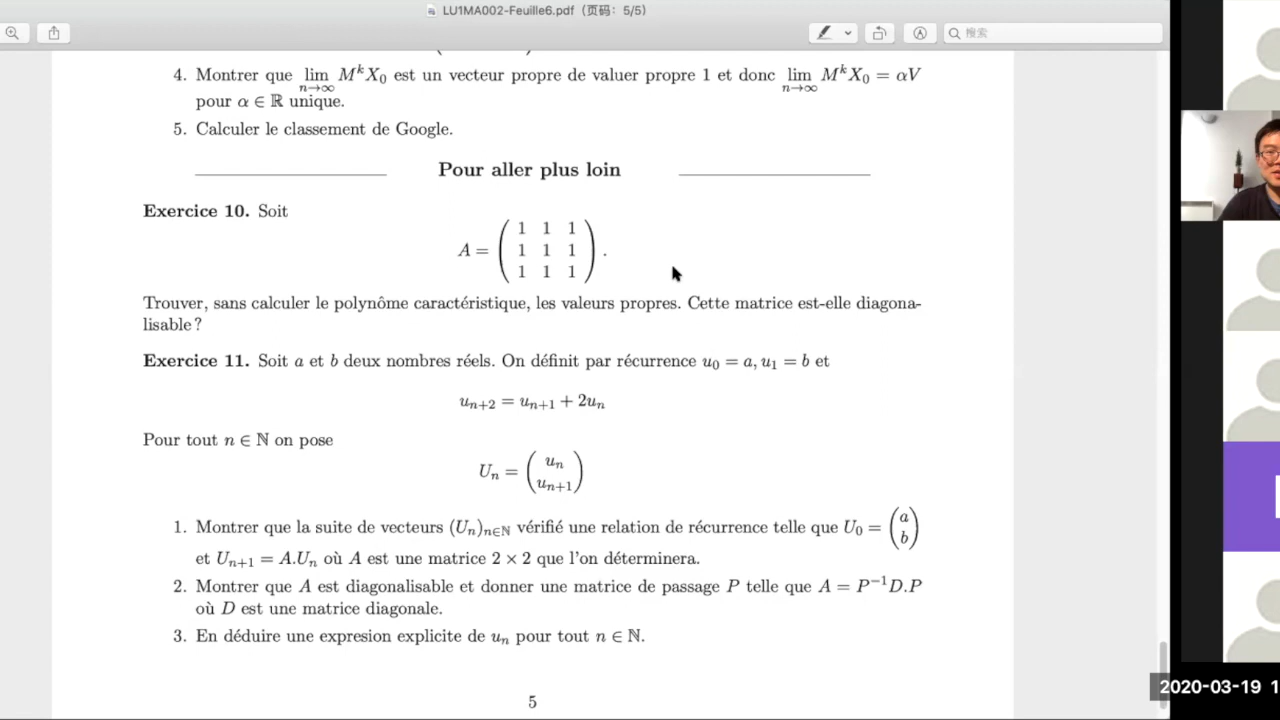 LU1MA002-Feuille6.pdf（页码：5/5）
搜索
4. Montrer que lim_{n→∞} M^k X_0 est un vecteur propre de valuer propre 1 et donc lim_{n→∞} M^k X_0 = αV
pour α ∈ ℝ unique.
5. Calculer le classement de Google.
Pour aller plus loin
Exercice 10. Soit
A = ( 1 1 1
1 1 1
1 1 1 ) .
Trouver, sans calculer le polynôme caractéristique, les valeurs propres. Cette matrice est-elle diagona-
lisable ?
Exercice 11. Soit a et b deux nombres réels. On définit par récurrence u_0 = a, u_1 = b et
u_{n+2} = u_{n+1} + 2u_n
Pour tout n ∈ ℕ on pose
U_n = ( u_n
u_{n+1} )
1. Montrer que la suite de vecteurs (U_n)_{n∈ℕ} vérifié une relation de récurrence telle que U_0 = ( a
b )
et U_{n+1} = A.U_n où A est une matrice 2 × 2 que l'on déterminera.
2. Montrer que A est diagonalisable et donner une matrice de passage P telle que A = P^{−1}D.P
où D est une matrice diagonale.
3. En déduire une expresion explicite de u_n pour tout n ∈ ℕ.
5
2020-03-19 1